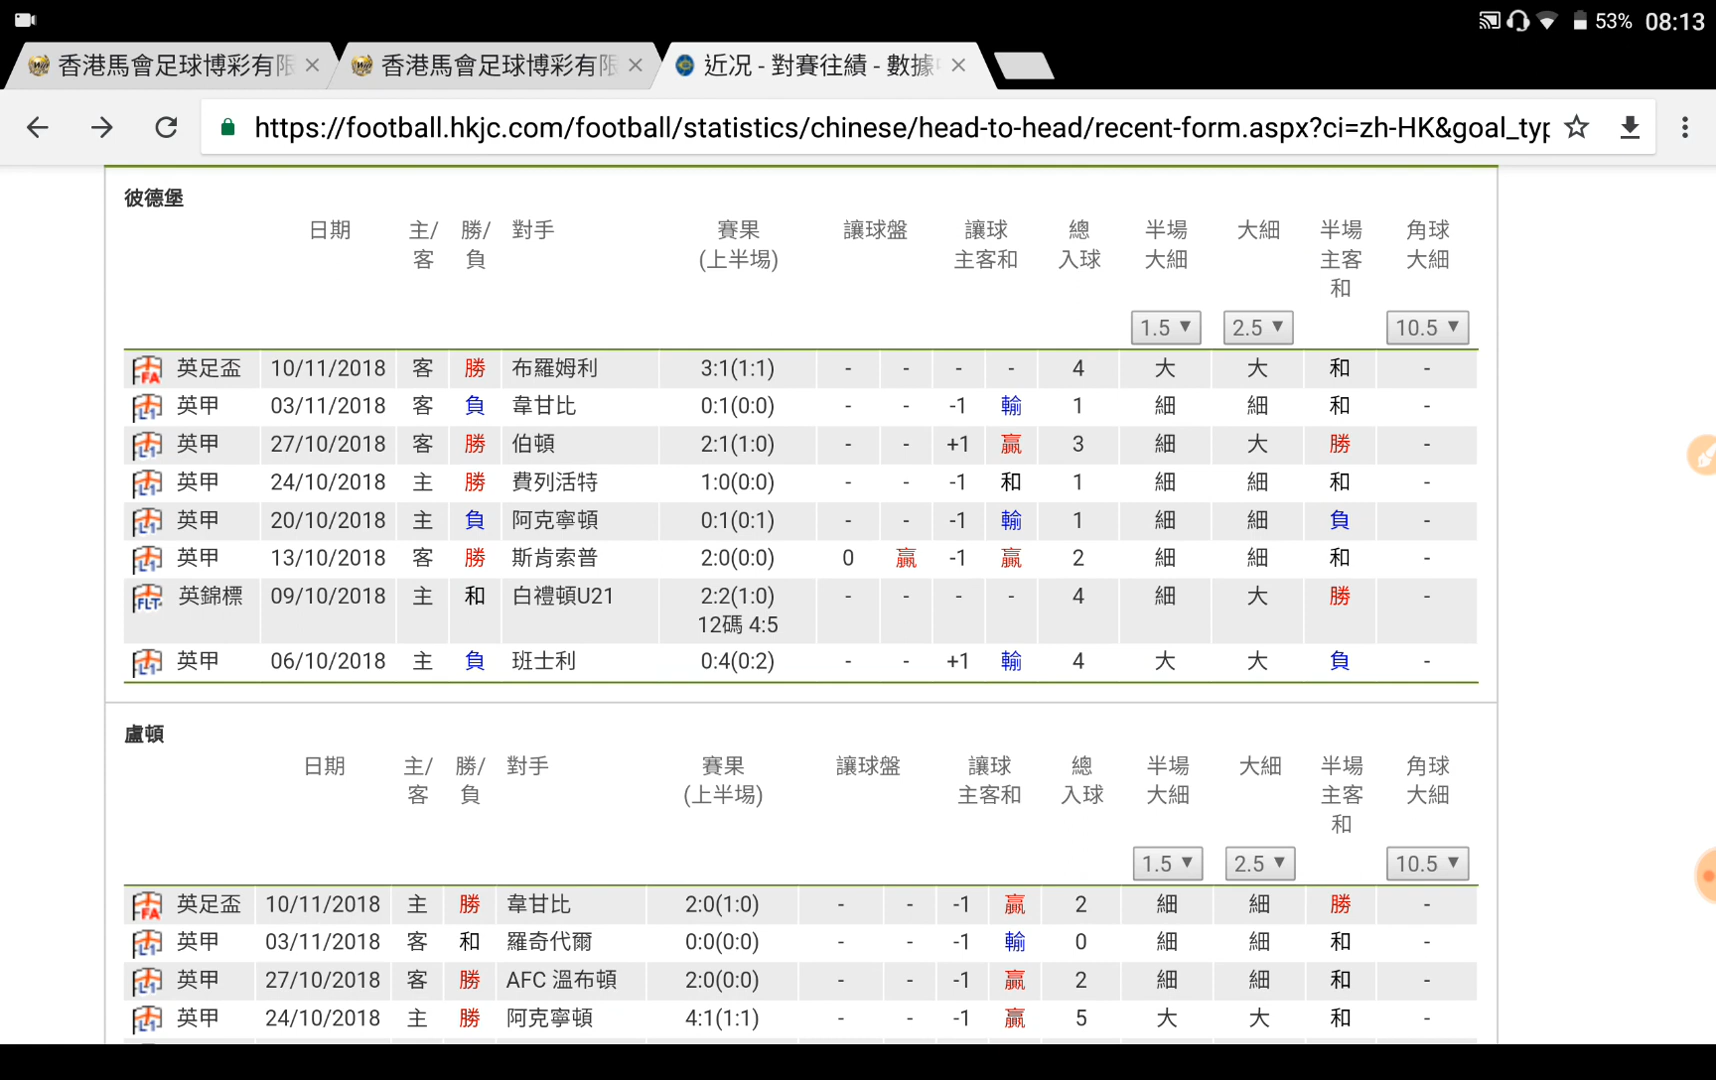 53% 08:13
香港馬會足球博彩有限 香港馬會足球博彩有限 近況 - 對賽往績 - 數據
https://football.hkjc.com/football/statistics/chinese/head-to-head/recent-form.aspx?ci=zh-HK&goal_typ
彼德堡
日期 主/客 勝/負 對手 賽果(上半場) 讓球盤 讓球主客和 總入球 半場大細 大細 半場主客和 角球大細
1.5 ▼ 2.5 ▼ 10.5 ▼
FA 英足盃 10/11/2018 客 勝 布羅姆利 3:1(1:1) - - - - 4 大 大 和 -
L1 英甲 03/11/2018 客 負 韋甘比 0:1(0:0) - - -1 輸 1 細 細 和 -
L1 英甲 27/10/2018 客 勝 伯頓 2:1(1:0) - - +1 贏 3 細 大 勝 -
L1 英甲 24/10/2018 主 勝 費列活特 1:0(0:0) - - -1 和 1 細 細 和 -
L1 英甲 20/10/2018 主 負 阿克寧頓 0:1(0:1) - - -1 輸 1 細 細 負 -
L1 英甲 13/10/2018 客 勝 斯肯索普 2:0(0:0) 0 贏 -1 贏 2 細 細 和 -
FLT 英錦標 09/10/2018 主 和 白禮頓U21 2:2(1:0) - - - - 4 細 大 勝 -
12碼 4:5
L1 英甲 06/10/2018 主 負 班士利 0:4(0:2) - - +1 輸 4 大 大 負 -
盧頓
日期 主/客 勝/負 對手 賽果(上半場) 讓球盤 讓球主客和 總入球 半場大細 大細 半場主客和 角球大細
1.5 ▼ 2.5 ▼ 10.5 ▼
FA 英足盃 10/11/2018 主 勝 韋甘比 2:0(1:0) - - -1 贏 2 細 細 勝 -
L1 英甲 03/11/2018 客 和 羅奇代爾 0:0(0:0) - - -1 輸 0 細 細 和 -
L1 英甲 27/10/2018 客 勝 AFC 溫布頓 2:0(0:0) - - -1 贏 2 細 細 和 -
L1 英甲 24/10/2018 主 勝 阿克寧頓 4:1(1:1) - - -1 贏 5 大 大 和 -